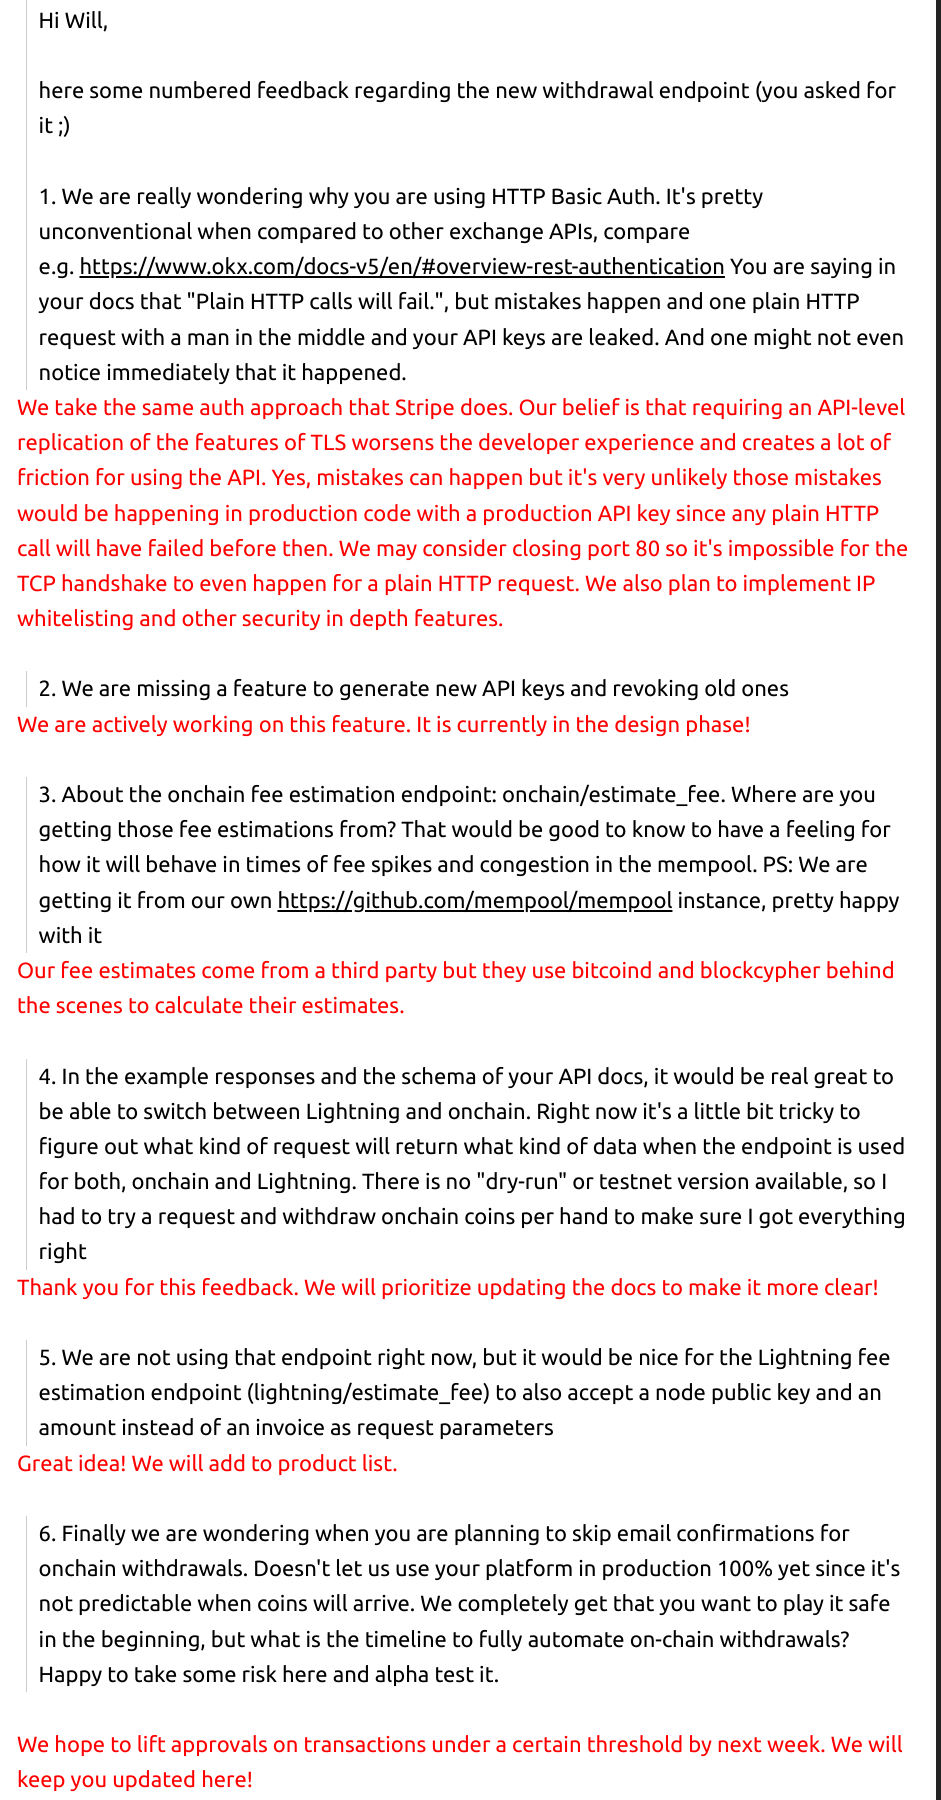 Hi Will,
here some numbered feedback regarding the new withdrawal endpoint (you asked for
it ;)
1. We are really wondering why you are using HTTP Basic Auth. It's pretty
unconventional when compared to other exchange APIs, compare
e.g. https://www.okx.com/docs-v5/en/#overview-rest-authentication You are saying in
your docs that "Plain HTTP calls will fail.", but mistakes happen and one plain HTTP
request with a man in the middle and your API keys are leaked. And one might not even
notice immediately that it happened.
We take the same auth approach that Stripe does. Our belief is that requiring an API-level
replication of the features of TLS worsens the developer experience and creates a lot of
friction for using the API. Yes, mistakes can happen but it's very unlikely those mistakes
would be happening in production code with a production API key since any plain HTTP
call will have failed before then. We may consider closing port 80 so it's impossible for the
TCP handshake to even happen for a plain HTTP request. We also plan to implement IP
whitelisting and other security in depth features.
2. We are missing a feature to generate new API keys and revoking old ones
We are actively working on this feature. It is currently in the design phase!
3. About the onchain fee estimation endpoint: onchain/estimate_fee. Where are you
getting those fee estimations from? That would be good to know to have a feeling for
how it will behave in times of fee spikes and congestion in the mempool. PS: We are
getting it from our own https://github.com/mempool/mempool instance, pretty happy
with it
Our fee estimates come from a third party but they use bitcoind and blockcypher behind
the scenes to calculate their estimates.
4. In the example responses and the schema of your API docs, it would be real great to
be able to switch between Lightning and onchain. Right now it's a little bit tricky to
figure out what kind of request will return what kind of data when the endpoint is used
for both, onchain and Lightning. There is no "dry-run" or testnet version available, so I
had to try a request and withdraw onchain coins per hand to make sure I got everything
right
Thank you for this feedback. We will prioritize updating the docs to make it more clear!
5. We are not using that endpoint right now, but it would be nice for the Lightning fee
estimation endpoint (lightning/estimate_fee) to also accept a node public key and an
amount instead of an invoice as request parameters
Great idea! We will add to product list.
6. Finally we are wondering when you are planning to skip email confirmations for
onchain withdrawals. Doesn't let us use your platform in production 100% yet since it's
not predictable when coins will arrive. We completely get that you want to play it safe
in the beginning, but what is the timeline to fully automate on-chain withdrawals?
Happy to take some risk here and alpha test it.
We hope to lift approvals on transactions under a certain threshold by next week. We will
keep you updated here!